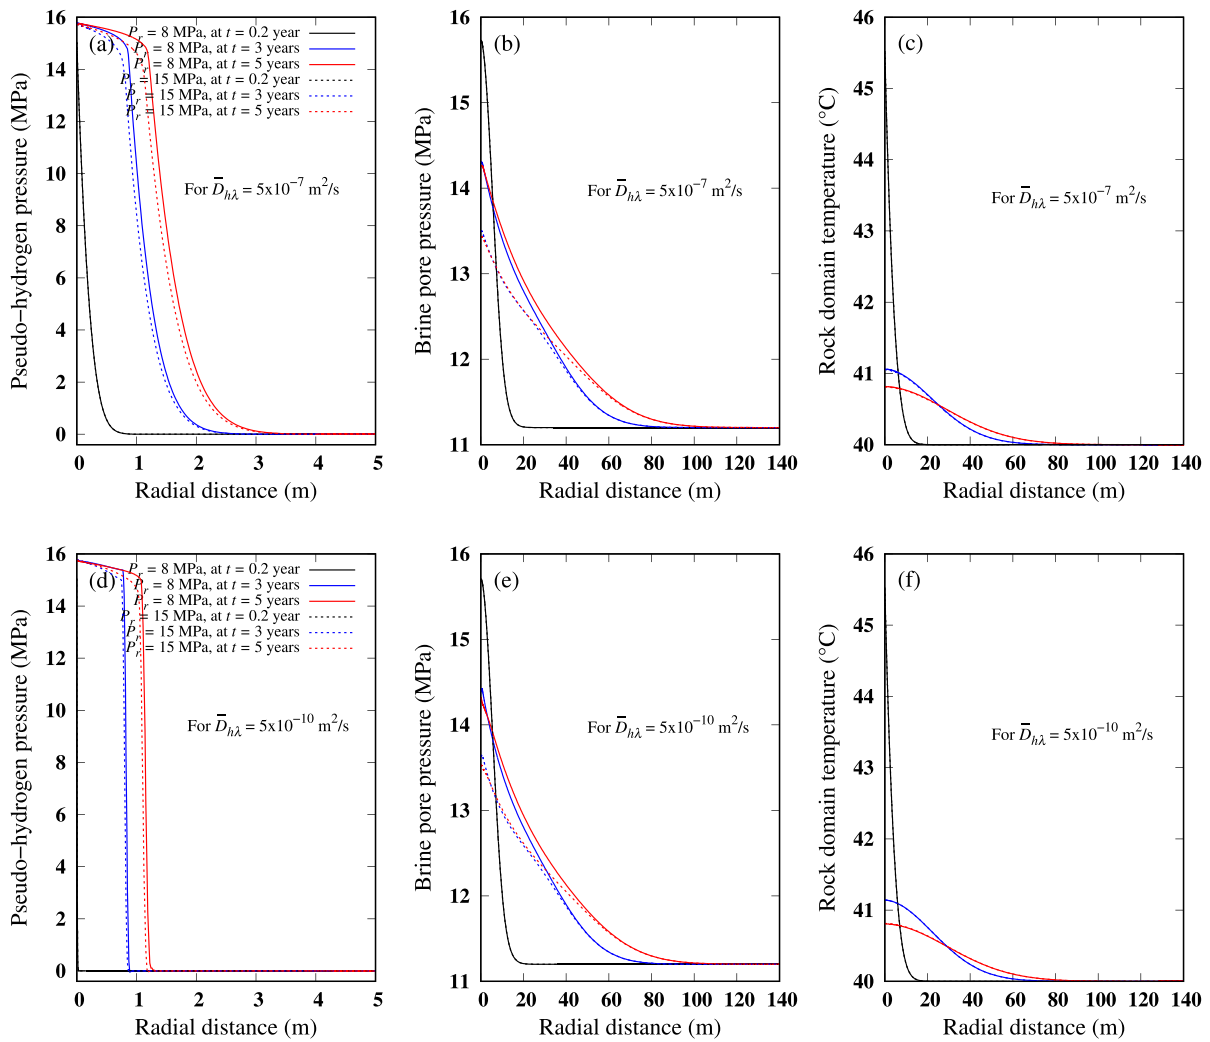 (a)
P_r = 8 MPa, at t = 0.2 year
P_r = 8 MPa, at t = 3 years
P_r = 8 MPa, at t = 5 years
P_r = 15 MPa, at t = 0.2 year
P_r = 15 MPa, at t = 3 years
P_r = 15 MPa, at t = 5 years
For D̅_hλ = 5x10⁻⁷ m²/s
Pseudo−hydrogen pressure (MPa)
16
14
12
10
8
6
4
2
0
0 1 2 3 4 5
Radial distance (m)
(b)
For D̅_hλ = 5x10⁻⁷ m²/s
Brine pore pressure (MPa)
16
15
14
13
12
11
0 20 40 60 80 100 120 140
Radial distance (m)
(c)
For D̅_hλ = 5x10⁻⁷ m²/s
Rock domain temperature (°C)
46
45
44
43
42
41
40
0 20 40 60 80 100 120 140
Radial distance (m)
(d)
P_r = 8 MPa, at t = 0.2 year
P_r = 8 MPa, at t = 3 years
P_r = 8 MPa, at t = 5 years
P_r = 15 MPa, at t = 0.2 year
P_r = 15 MPa, at t = 3 years
P_r = 15 MPa, at t = 5 years
For D̅_hλ = 5x10⁻¹⁰ m²/s
Pseudo−hydrogen pressure (MPa)
16
14
12
10
8
6
4
2
0
0 1 2 3 4 5
Radial distance (m)
(e)
For D̅_hλ = 5x10⁻¹⁰ m²/s
Brine pore pressure (MPa)
16
15
14
13
12
11
0 20 40 60 80 100 120 140
Radial distance (m)
(f)
For D̅_hλ = 5x10⁻¹⁰ m²/s
Rock domain temperature (°C)
46
45
44
43
42
41
40
0 20 40 60 80 100 120 140
Radial distance (m)